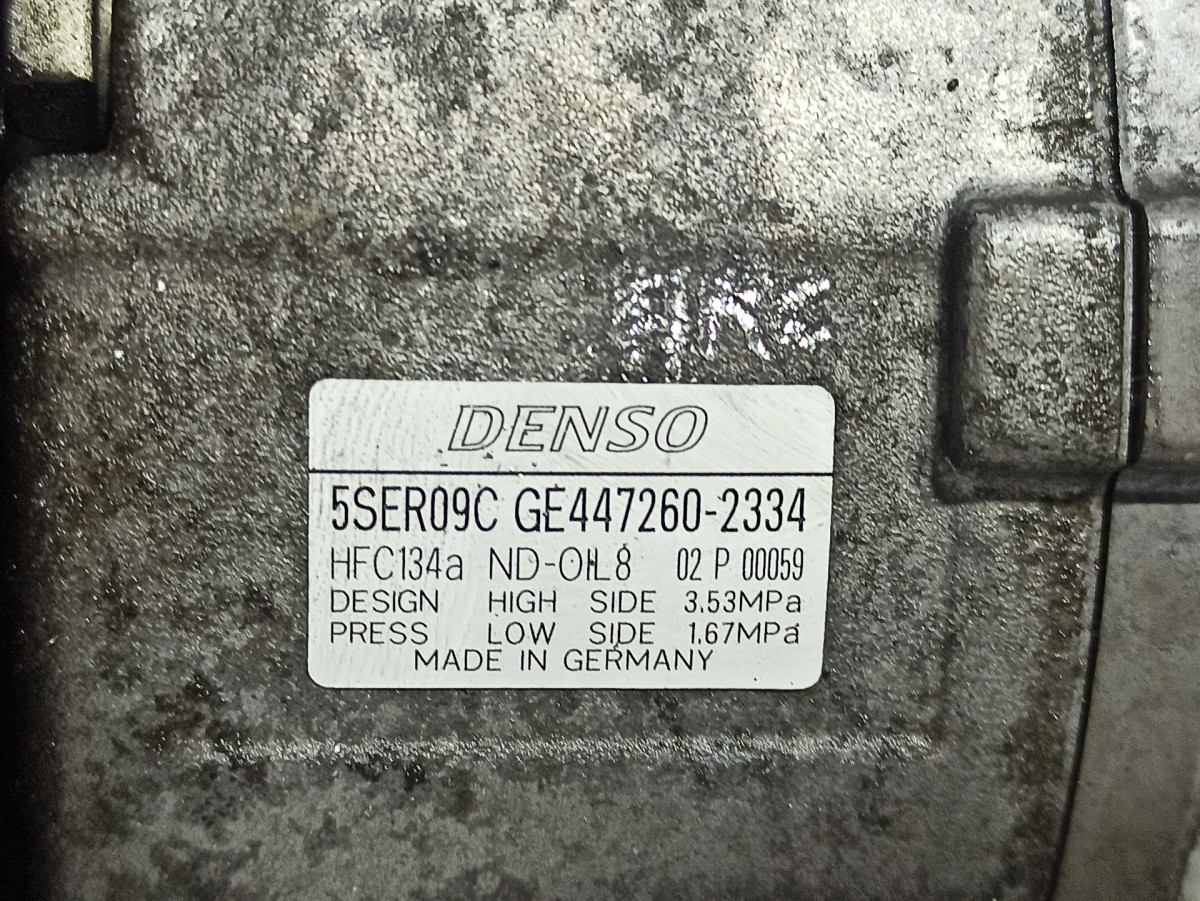 DENSO
5SER09C GE447260-2334
HFC134a ND-OIL8 02 P 00059
DESIGN HIGH SIDE 3.53MPa
PRESS LOW SIDE 1.67MPa
MADE IN GERMANY